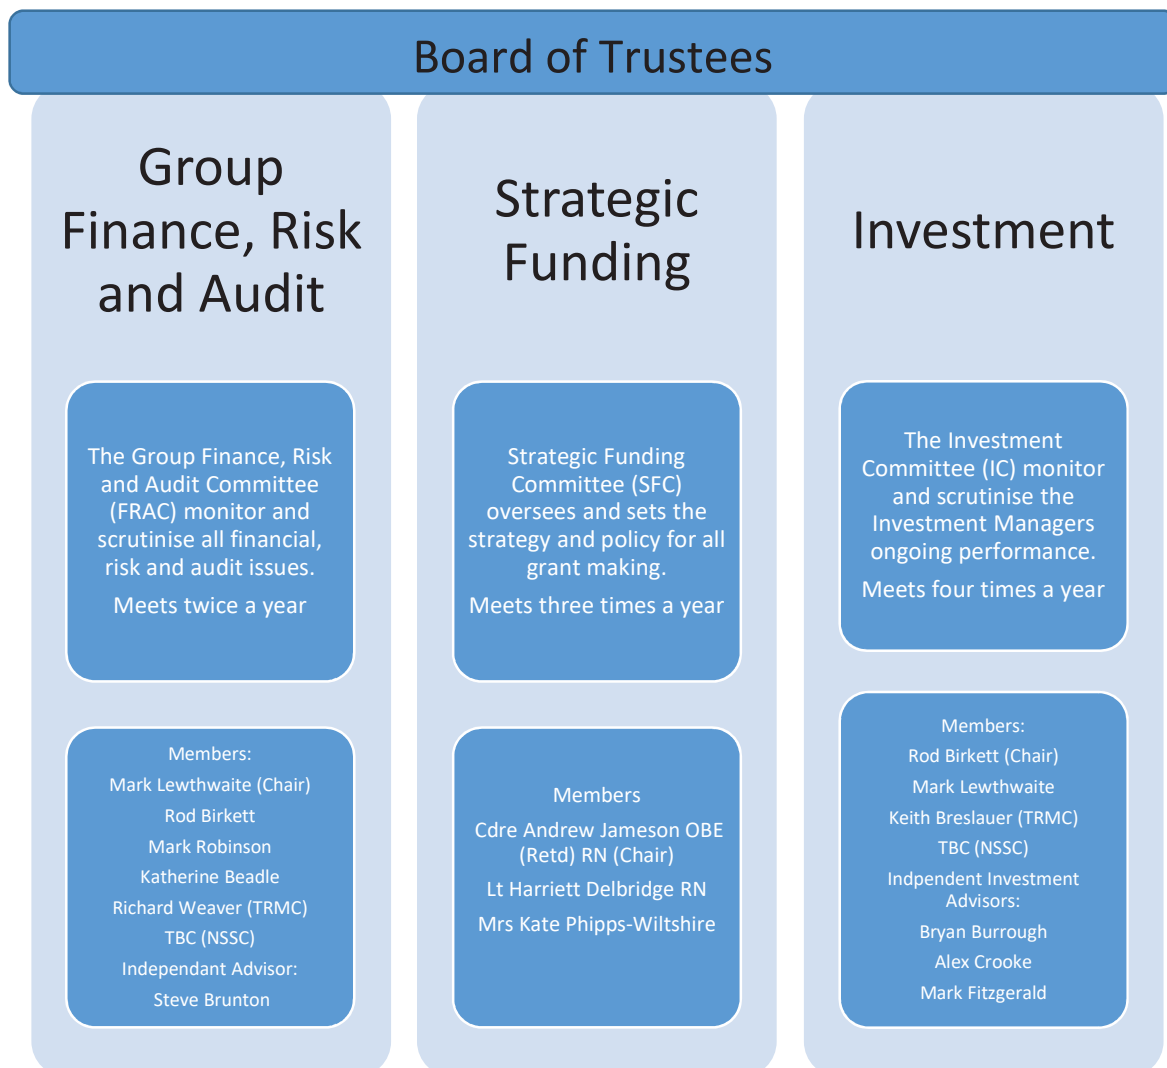 Board of Trustees
Group
Finance, Risk
and Audit
The Group Finance, Risk
and Audit Committee
(FRAC) monitor and
scrutinise all financial,
risk and audit issues.
Meets twice a year
Members:
Mark Lewthwaite (Chair)
Rod Birkett
Mark Robinson
Katherine Beadle
Richard Weaver (TRMC)
TBC (NSSC)
Independant Advisor:
Steve Brunton
Strategic
Funding
Strategic Funding
Committee (SFC)
oversees and sets the
strategy and policy for all
grant making.
Meets three times a year
Members
Cdre Andrew Jameson OBE
(Retd) RN (Chair)
Lt Harriett Delbridge RN
Mrs Kate Phipps-Wiltshire
Investment
The Investment
Committee (IC) monitor
and scrutinise the
Investment Managers
ongoing performance.
Meets four times a year
Members:
Rod Birkett (Chair)
Mark Lewthwaite
Keith Breslauer (TRMC)
TBC (NSSC)
Indpendent Investment
Advisors:
Bryan Burrough
Alex Crooke
Mark Fitzgerald